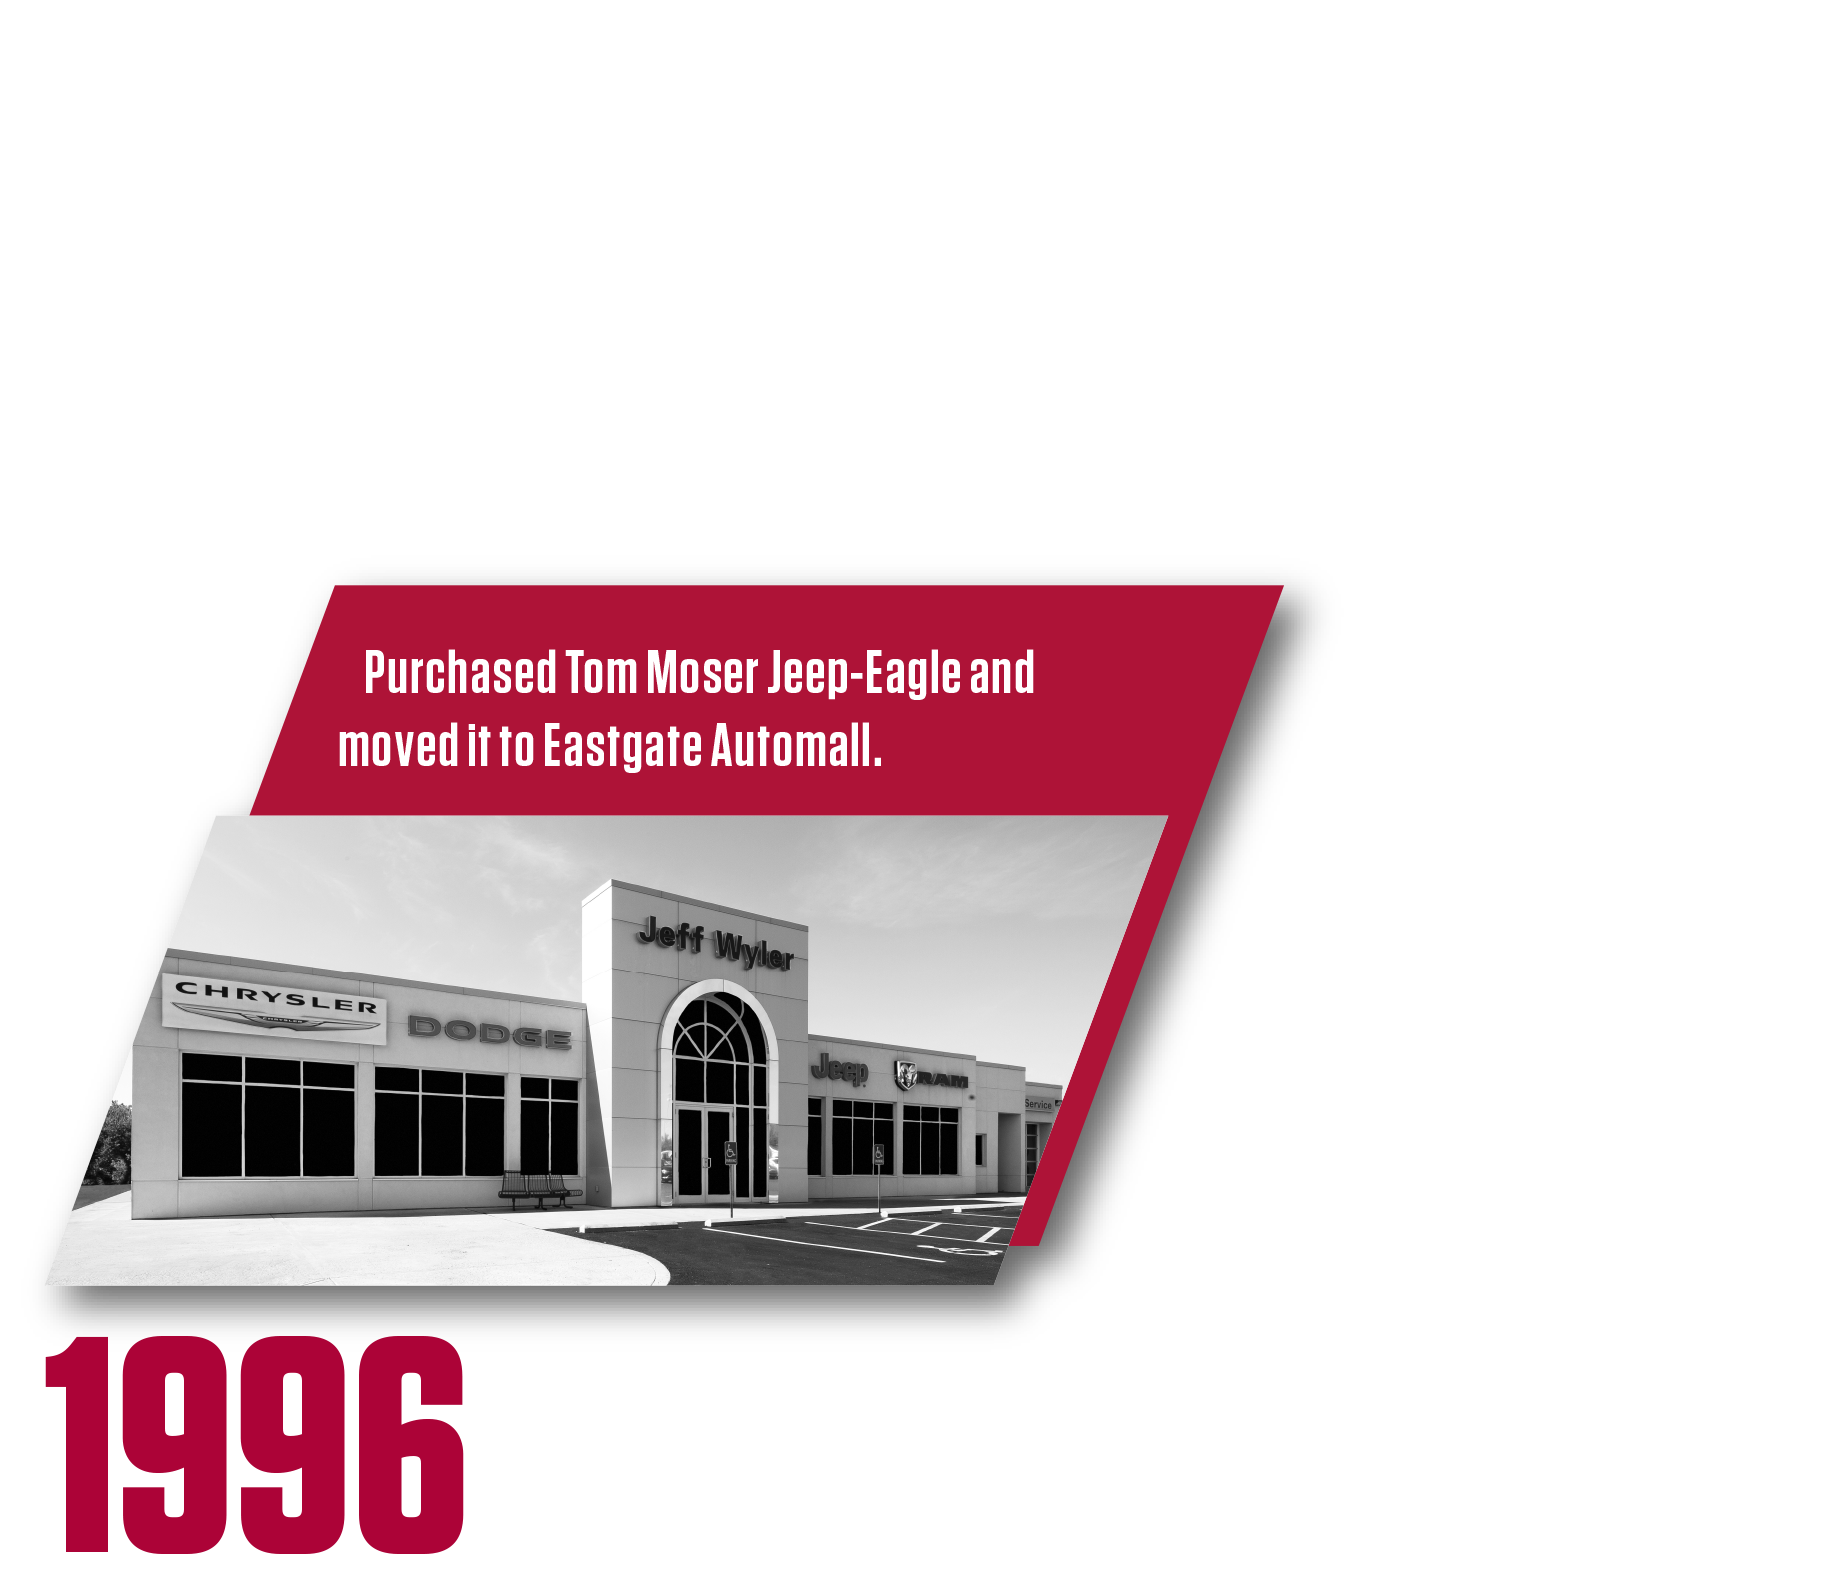 Purchased Tom Moser Jeep-Eagle and
moved it to Eastgate Automall.
Jeff Wyler
CHRYSLER
CHRYSLER
DODGE
Jeep
RAM
Service
1996